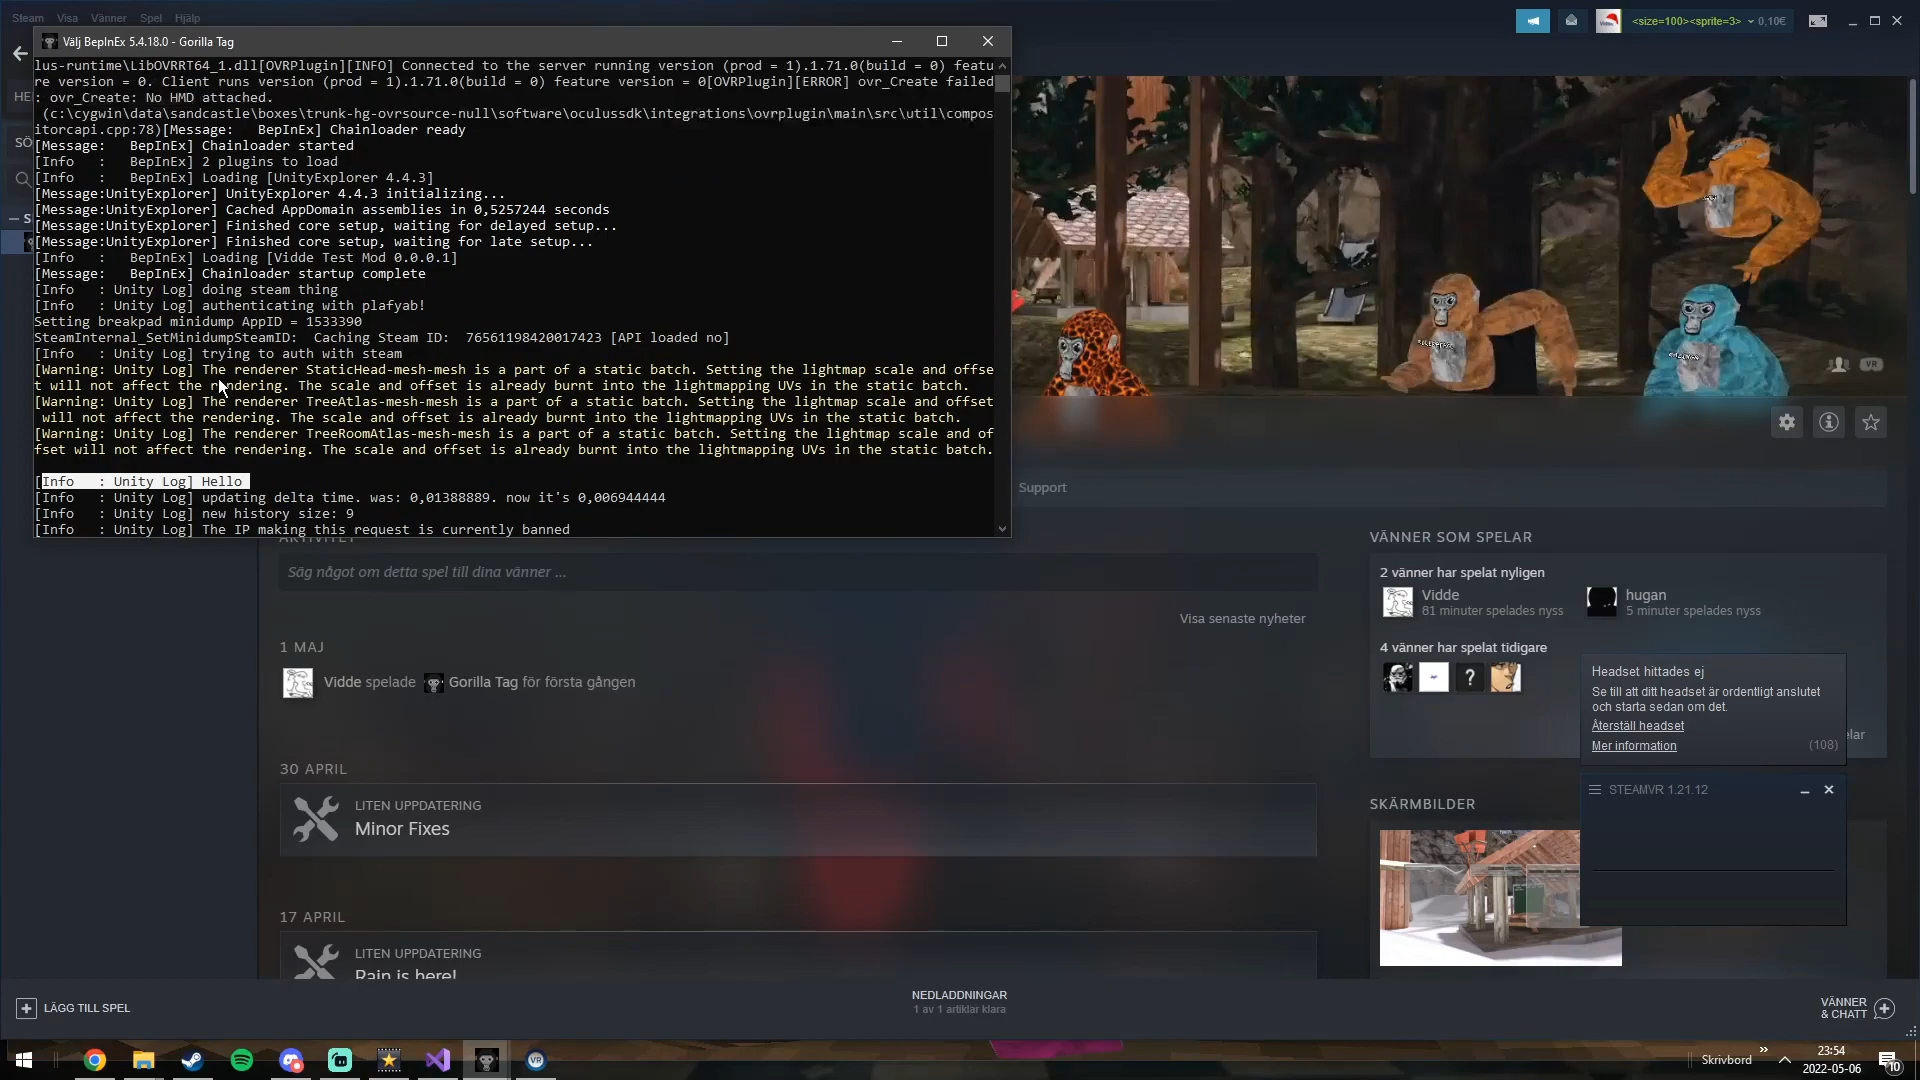 Steam Visa Vänner Spel Hjälp
<size=100><sprite=3> 0,10€
Välj BepInEx 5.4.18.0 - Gorilla Tag
lus-runtime\LibOVRRT64_1.dll[OVRPlugin][INFO] Connected to the server running version (prod = 1).1.71.0(build = 0) featu
re version = 0. Client runs version (prod = 1).1.71.0(build = 0) feature version = 0[OVRPlugin][ERROR] ovr_Create failed
: ovr_Create: No HMD attached.
(c:\cygwin\data\sandcastle\boxes\trunk-hg-ovrsource-null\software\oculussdk\integrations\ovrplugin\main\src\util\compos
itorcapi.cpp:78)[Message:   BepInEx] Chainloader ready
[Message:   BepInEx] Chainloader started
[Info   :   BepInEx] 2 plugins to load
[Info   :   BepInEx] Loading [UnityExplorer 4.4.3]
[Message:UnityExplorer] UnityExplorer 4.4.3 initializing...
[Message:UnityExplorer] Cached AppDomain assemblies in 0,5257244 seconds
[Message:UnityExplorer] Finished core setup, waiting for delayed setup...
[Message:UnityExplorer] Finished core setup, waiting for late setup...
[Info   :   BepInEx] Loading [Vidde Test Mod 0.0.0.1]
[Message:   BepInEx] Chainloader startup complete
[Info   : Unity Log] doing steam thing
[Info   : Unity Log] authenticating with plafyab!
Setting breakpad minidump AppID = 1533390
SteamInternal_SetMinidumpSteamID:  Caching Steam ID:  76561198420017423 [API loaded no]
[Info   : Unity Log] trying to auth with steam
[Warning: Unity Log] The renderer StaticHead-mesh-mesh is a part of a static batch. Setting the lightmap scale and offse
t will not affect the rendering. The scale and offset is already burnt into the lightmapping UVs in the static batch.
[Warning: Unity Log] The renderer TreeAtlas-mesh-mesh is a part of a static batch. Setting the lightmap scale and offset
will not affect the rendering. The scale and offset is already burnt into the lightmapping UVs in the static batch.
[Warning: Unity Log] The renderer TreeRoomAtlas-mesh-mesh is a part of a static batch. Setting the lightmap scale and of
fset will not affect the rendering. The scale and offset is already burnt into the lightmapping UVs in the static batch.
[Info   : Unity Log] Hello
[Info   : Unity Log] updating delta time. was: 0,01388889. now it's 0,006944444
[Info   : Unity Log] new history size: 9
[Info   : Unity Log] The IP making this request is currently banned
HE
SÖ
S
VR
Support
AKTIVITET
Säg något om detta spel till dina vänner ...
Visa senaste nyheter
1 MAJ
Vidde spelade Gorilla Tag för första gången
30 APRIL
LITEN UPPDATERING
Minor Fixes
17 APRIL
LITEN UPPDATERING
Rain is here!
VÄNNER SOM SPELAR
2 vänner har spelat nyligen
Vidde
81 minuter spelades nyss
hugan
5 minuter spelades nyss
4 vänner har spelat tidigare
?
elar
Headset hittades ej
Se till att ditt headset är ordentligt anslutet
och starta sedan om det.
Återställ headset
Mer information (108)
SKÄRMBILDER
STEAMVR 1.21.12
LÄGG TILL SPEL
NEDLADDNINGAR
1 av 1 artiklar klara
VÄNNER
& CHATT
VR
Skrivbord
23:54
2022-05-06
10